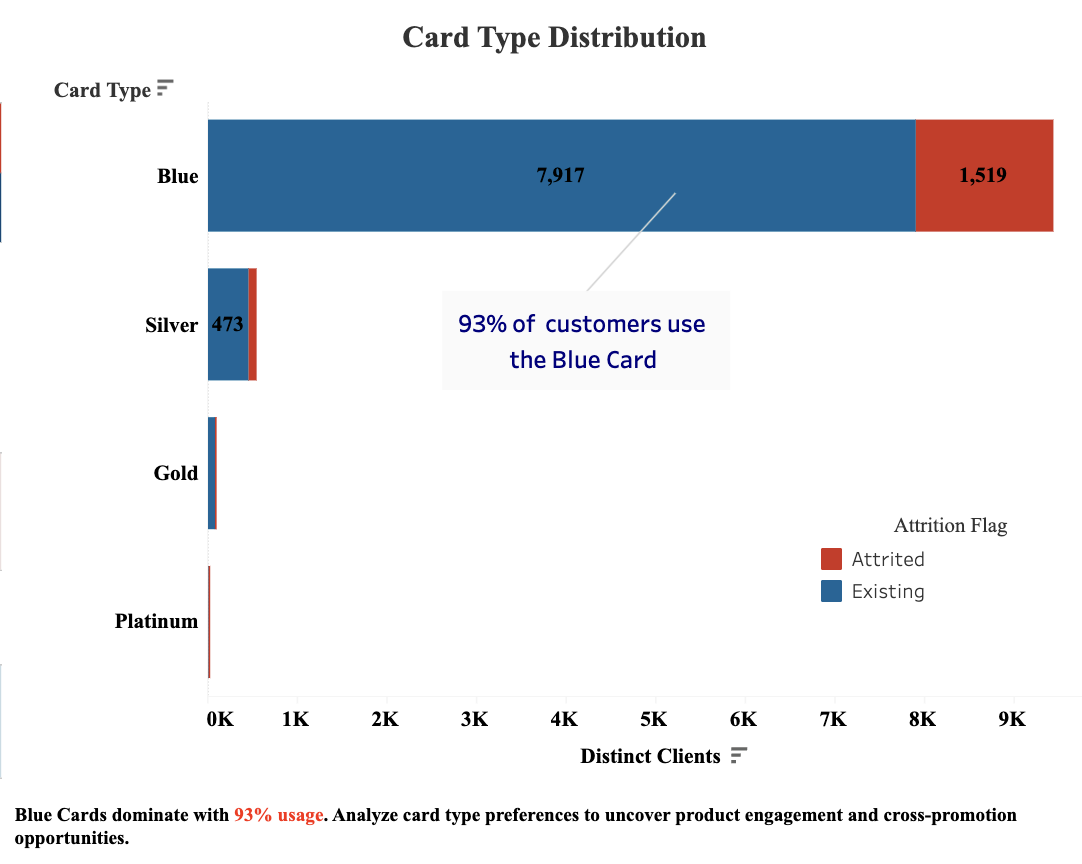 Card Type Distribution
Card Type
Blue
7,917
1,519
Silver
473
93% of customers use
the Blue Card
Gold
Attrition Flag
Attrited
Existing
Platinum
0K 1K 2K 3K 4K 5K 6K 7K 8K 9K
Distinct Clients
Blue Cards dominate with 93% usage. Analyze card type preferences to uncover product engagement and cross-promotion
opportunities.